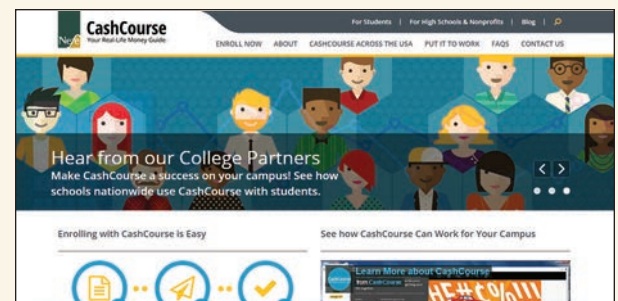 Nefe
CashCourse
Your Real-Life Money Guide
For Students | For High Schools & Nonprofits | Blog |
ENROLL NOW ABOUT CASHCOURSE ACROSS THE USA PUT IT TO WORK FAQS CONTACT US
Hear from our College Partners
Make CashCourse a success on your campus! See how
schools nationwide use CashCourse with students.
Enrolling with CashCourse is Easy
See how CashCourse Can Work for Your Campus
Learn More about CashCourse
from CashCourse